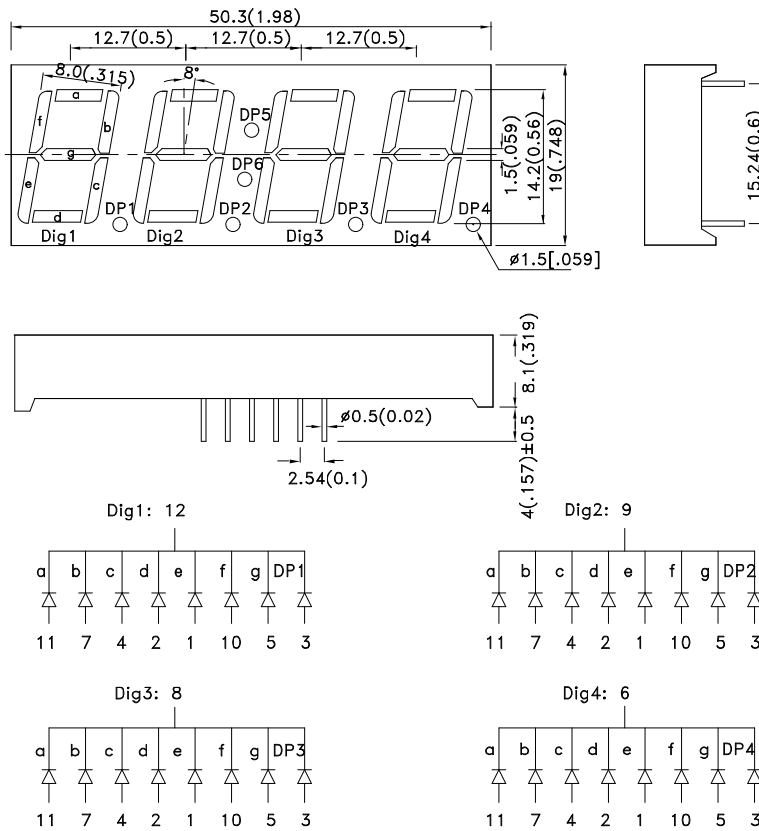 50.3(1.98)
12.7(0.5) 12.7(0.5) 12.7(0.5)
8.0(.315) 8°
a
f b
g
e c
d
DP5
DP6
DP1 DP2 DP3 DP4
Dig1 Dig2 Dig3 Dig4
1.5(.059)
14.2(0.56)
19(.748)
15.24(0.6)
ø1.5[.059]
8.1(.319)
ø0.5(0.02)
2.54(0.1)
4(.157)±0.5
Dig1: 12
a b c d e f g DP1
11 7 4 2 1 10 5 3
Dig2: 9
a b c d e f g DP2
11 7 4 2 1 10 5 3
Dig3: 8
a b c d e f g DP3
11 7 4 2 1 10 5 3
Dig4: 6
a b c d e f g DP4
11 7 4 2 1 10 5 3